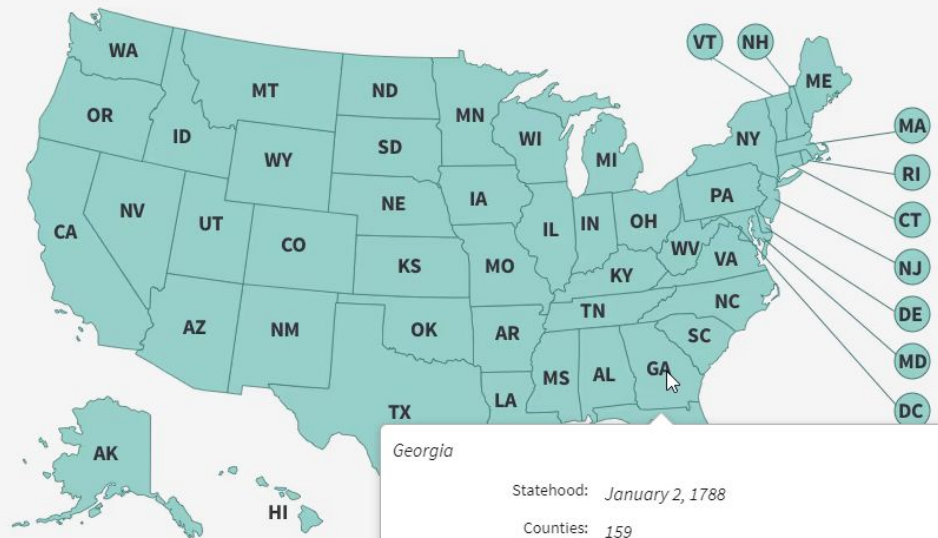 VT NH
WA
ME
MT ND
MN
OR
MA
ID
WI
NY
SD
MI
WY
RI
PA
IA
NE
NV
CT
UT
OH
IN
IL
CA
CO
WV
VA
KS
MO
NJ
KY
NC
TN
DE
AZ
NM
OK
AR
SC
MD
GA
AL
MS
LA
TX
DC
Georgia
AK
Statehood: January 2, 1788
HI
Counties: 159